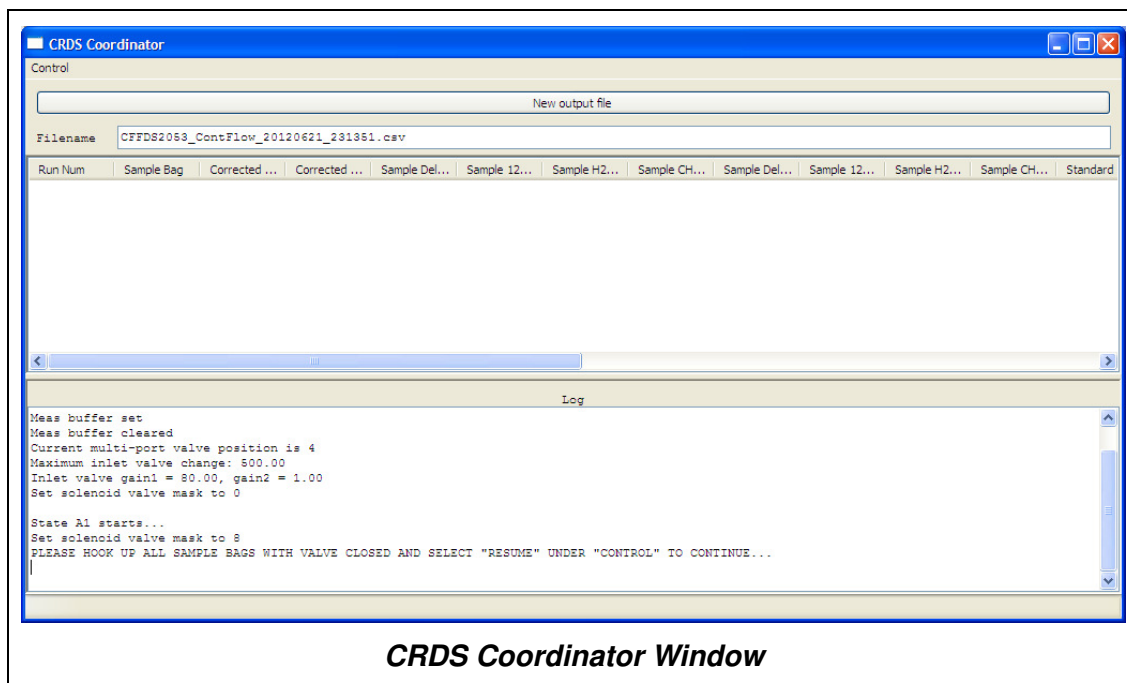 CRDS Coordinator
Control
New output file
Filename CFFDS2053_ContFlow_20120621_231351.csv
Run Num Sample Bag Corrected ... Corrected ... Sample Del... Sample 12... Sample H2... Sample CH... Sample Del... Sample 12... Sample H2... Sample CH... Standard
Log
Meas buffer set
Meas buffer cleared
Current multi-port valve position is 4
Maximum inlet valve change: 500.00
Inlet valve gain1 = 80.00, gain2 = 1.00
Set solenoid valve mask to 0
State A1 starts...
Set solenoid valve mask to 8
PLEASE HOOK UP ALL SAMPLE BAGS WITH VALVE CLOSED AND SELECT "RESUME" UNDER "CONTROL" TO CONTINUE...
CRDS Coordinator Window